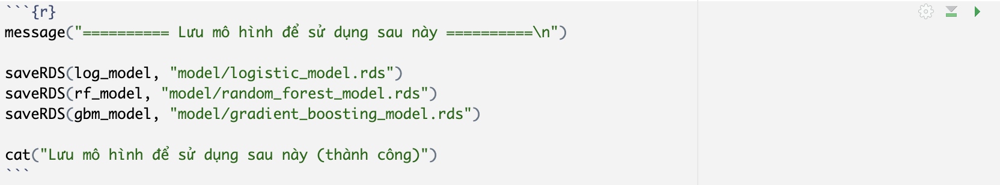 ```{r}
message("========== Lưu mô hình để sử dụng sau này ==========\n")
saveRDS(log_model, "model/logistic_model.rds")
saveRDS(rf_model, "model/random_forest_model.rds")
saveRDS(gbm_model, "model/gradient_boosting_model.rds")
cat("Lưu mô hình để sử dụng sau này (thành công)")
```